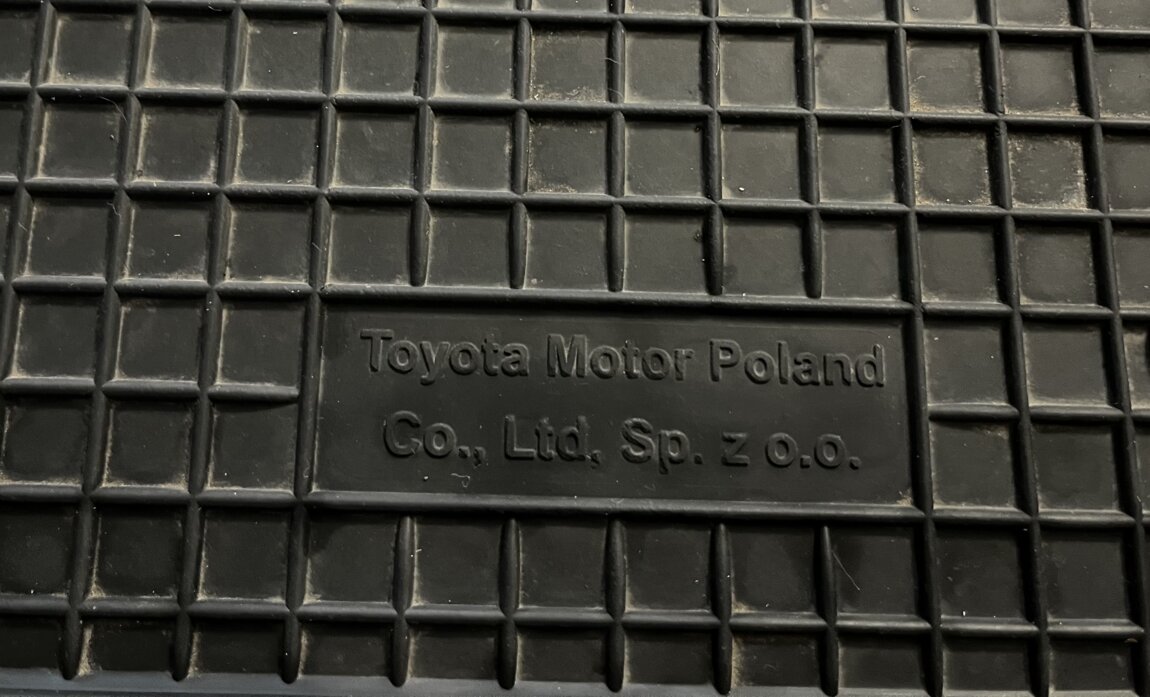 Toyota Motor Poland
Co., Ltd, Sp. z o.o.